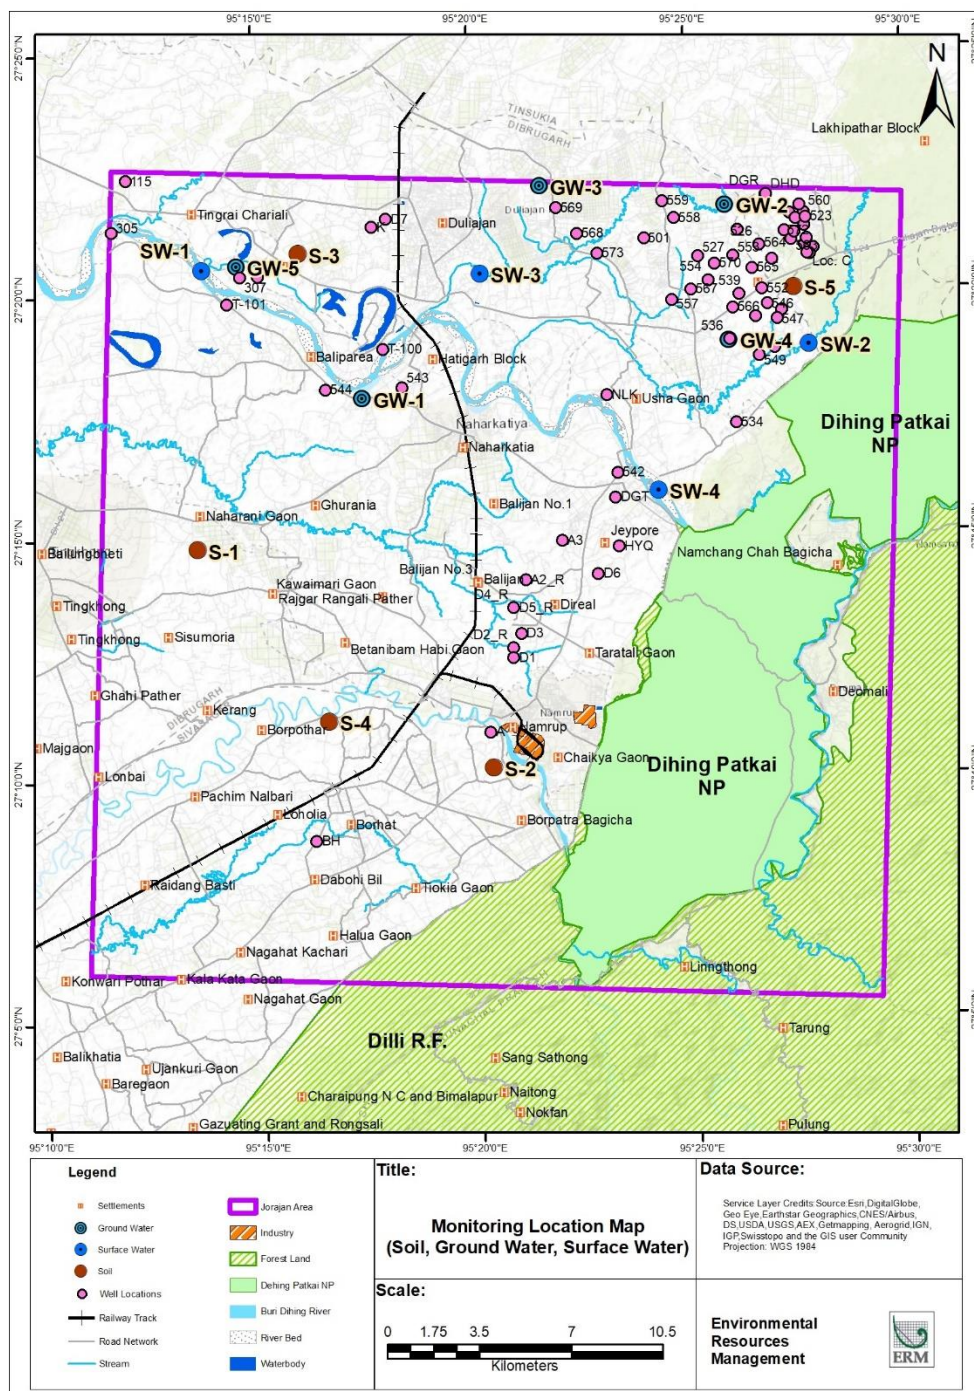 95°15'0"E 95°20'0"E 95°25'0"E 95°30'0"E
27°25'0"N
N
TINSUKIA
DIBRUGARH
Lakhipathar Block
115
DGR
DHD
GW-3
559
GW-2
560
Tingrai Chariali
D7
Duliajan
Duliajan
569
558
523
305
568
501
526
SW-1
S-3
573
527
553
564
Loc. C
GW-5
SW-3
554
570
565
307
539
S-5
27°20'0"N
567
552
T-101
557
566
546
547
536
GW-4
SW-2
T-100
Baliparea
Hatigarh Block
549
544
543
NLK
Usha Gaon
GW-1
Dihing Patkai
NP
Naharkatiya
534
Naharkatia
542
SW-4
DGT
Ghurania
Balijan No.1
Naharani Gaon
27°15'0"N
A3
Jeypore
HYQ
S-1
Namchang Chah Bagicha
Balijan No.3
D6
Kawaimari Gaon
Balijan
A2_R
D4_R
Rajgar Rangali Pather
Tingkhong
D5_R
Direal
Tingkhong
Sisumoria
D2_R
D3
Betanibam Habi Gaon
D1
Taratali Gaon
Ghahi Pather
DIBRUGARH
SIVASAGAR
Deomali
Kerang
S-4
Borpothar
Namrup
Majgaon
Chaikya Gaon
Dihing Patkai
NP
Lonbai
S-2
27°10'0"N
Pachim Nalbari
Loholia
Borhat
Borpatra Bagicha
BH
Raidang Basti
Dabohi Bil
Tiokia Gaon
Halua Gaon
Nagahat Kachari
Linngthong
Konwari Pothar
Kala Kata Gaon
Nagahat Gaon
27°5'0"N
Dilli R.F.
Tarung
Balikhatia
Sang Sathong
Ujankuri Gaon
Baregaon
Charaipung N C and Bimalapur
Naitong
Nokfan
Gazuating Grant and Rongsali
Pulung
95°10'0"E 95°15'0"E 95°20'0"E 95°25'0"E 95°30'0"E
Legend
Settlements
Ground Water
Surface Water
Soil
Well Locations
Railway Track
Road Network
Stream
Jorajan Area
Industry
Forest Land
Dehing Patkai NP
Buri Dihing River
River Bed
Waterbody
Title:
Monitoring Location Map
(Soil, Ground Water, Surface Water)
Scale:
0 1.75 3.5 7 10.5
Kilometers
Data Source:
Service Layer Credits:Source:Esri,DigitalGlobe,
Geo Eye,Earthstar Geographics,CNES/Airbus,
DS,USDA,USGS,AEX,Getmapping, Aerogrid,IGN,
IGP,Swisstopo and the GIS user Community
Projection: WGS 1984
Environmental
Resources
Management
ERM